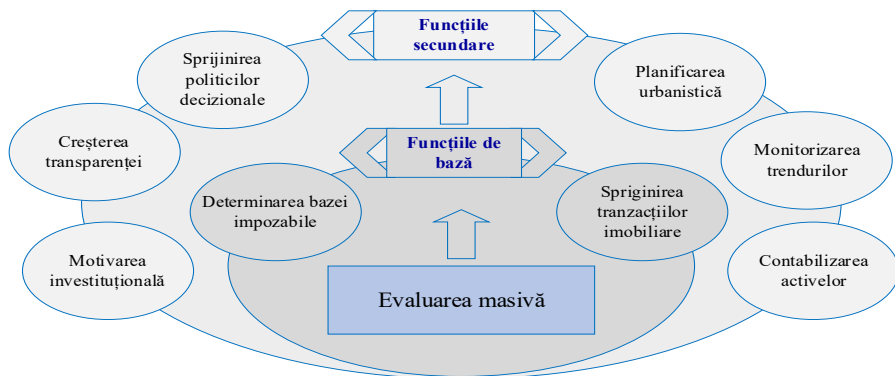 Funcțiile
secundare
Sprijinirea
politicilor
decizionale
Planificarea
urbanistică
Creșterea
transparenței
Funcțiile de
bază
Monitorizarea
trendurilor
Determinarea bazei
impozabile
Spriginirea
tranzacțiilor
imobiliare
Motivarea
investituțională
Evaluarea masivă
Contabilizarea
activelor